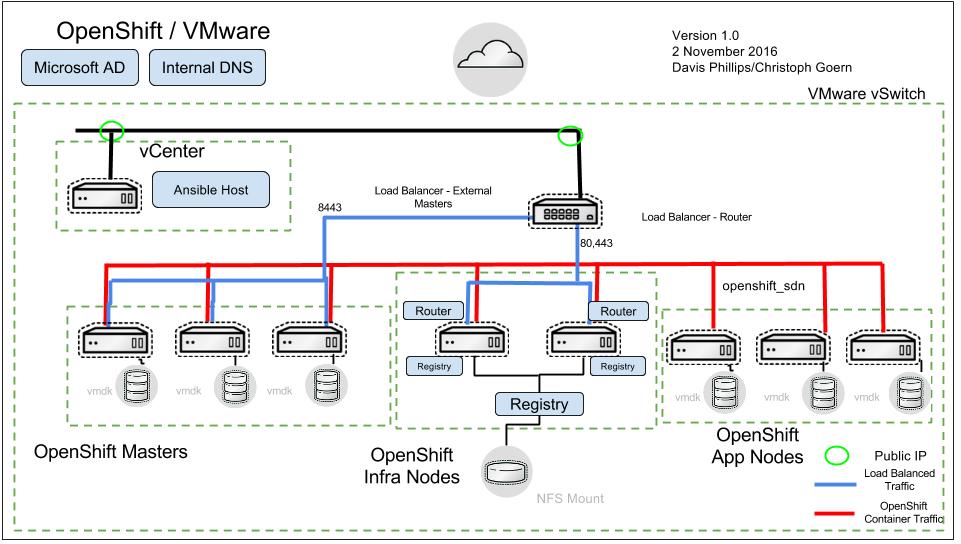 OpenShift / VMware
Microsoft AD
Internal DNS
Version 1.0
2 November 2016
Davis Phillips/Christoph Goern
VMware vSwitch
vCenter
Ansible Host
Load Balancer - External
Masters
8443
Load Balancer - Router
80,443
openshift_sdn
Router
Router
Registry
Registry
vmdk
vmdk
vmdk
vmdk
vmdk
vmdk
Registry
OpenShift Masters
OpenShift
Infra Nodes
NFS Mount
OpenShift
App Nodes
Public IP
Load Balanced
Traffic
OpenShift
Container Traffic